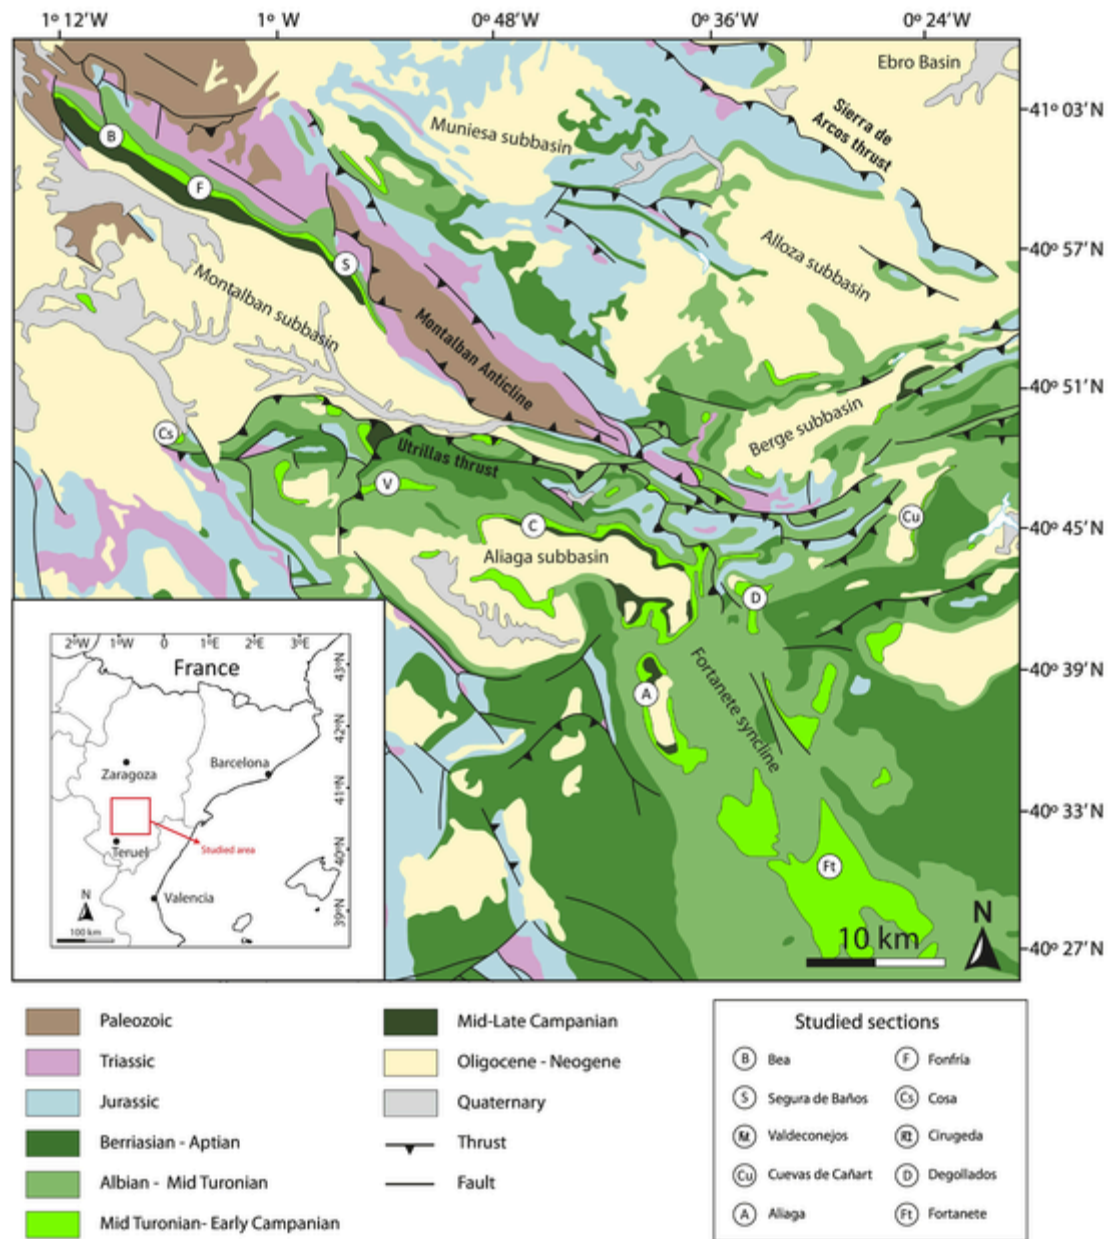 1º 12´W 1º W 0º 48´W 0º 36´W 0º 24´W
Ebro Basin
41º 03´N
Sierra de
Arcos thrust
Muniesa subbasin
B
F
40º 57´N
Alloza subbasin
S
Montalban subbasin
Montalban Anticline
40º 51´N
Berge subbasin
Cs
Utrillas thrust
V
Cu
C
40º 45´N
Aliaga subbasin
D
40º 39´N
Fortanete syncline
A
40º 33´N
Ft
N
10 km
40º 27´N
2ºW 1ºW 0 1ºE 2ºE 3ºE
France
43ºN
42ºN
Barcelona
Zaragoza
41ºN
Teruel
Studied area
40ºN
N
Valencia
39ºN
100 km
Paleozoic
Triassic
Jurassic
Berriasian - Aptian
Albian - Mid Turonian
Mid Turonian- Early Campanian
Mid-Late Campanian
Oligocene - Neogene
Quaternary
Thrust
Fault
Studied sections
B Bea
F Fonfría
S Segura de Baños
Cs Cosa
Valdeconejos
Cirugeda
Cu Cuevas de Cañart
D Degollados
A Aliaga
Ft Fortanete